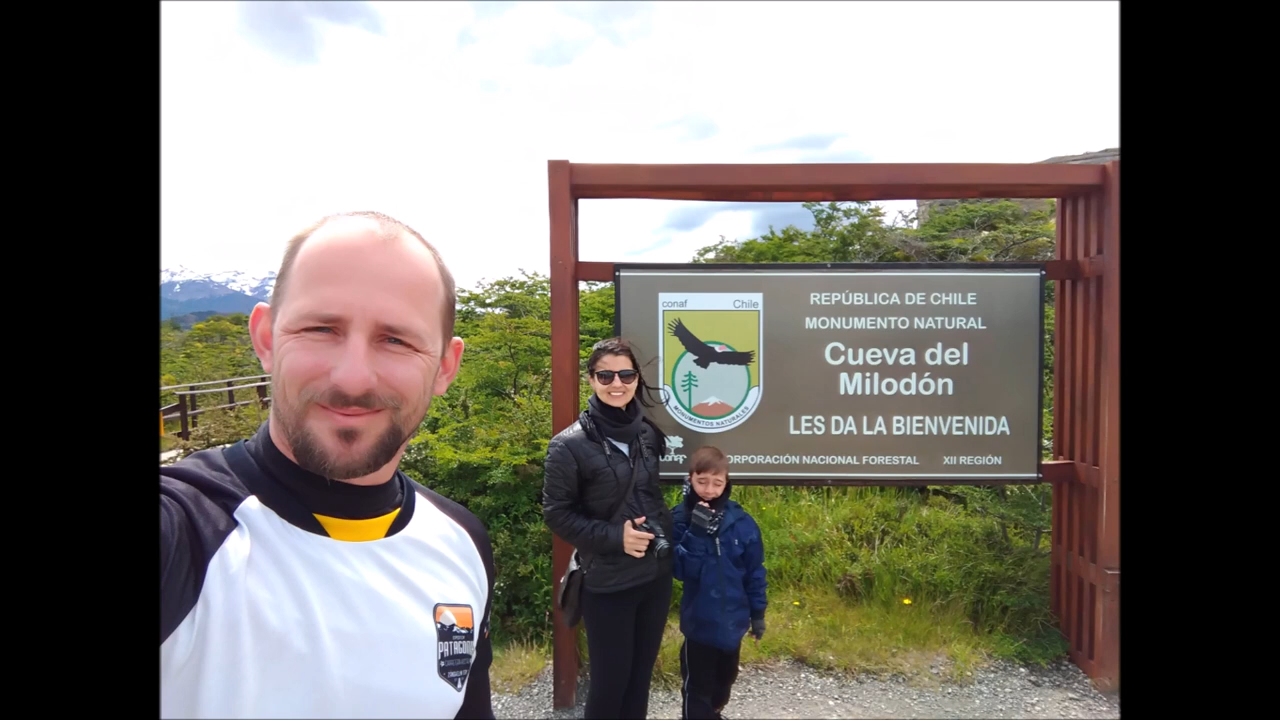 conaf Chile
MONUMENTOS NATURALES
REPÚBLICA DE CHILE
MONUMENTO NATURAL
Cueva del
Milodón
LES DA LA BIENVENIDA
CORPORACIÓN NACIONAL FORESTAL XII REGIÓN
PATAGONIA